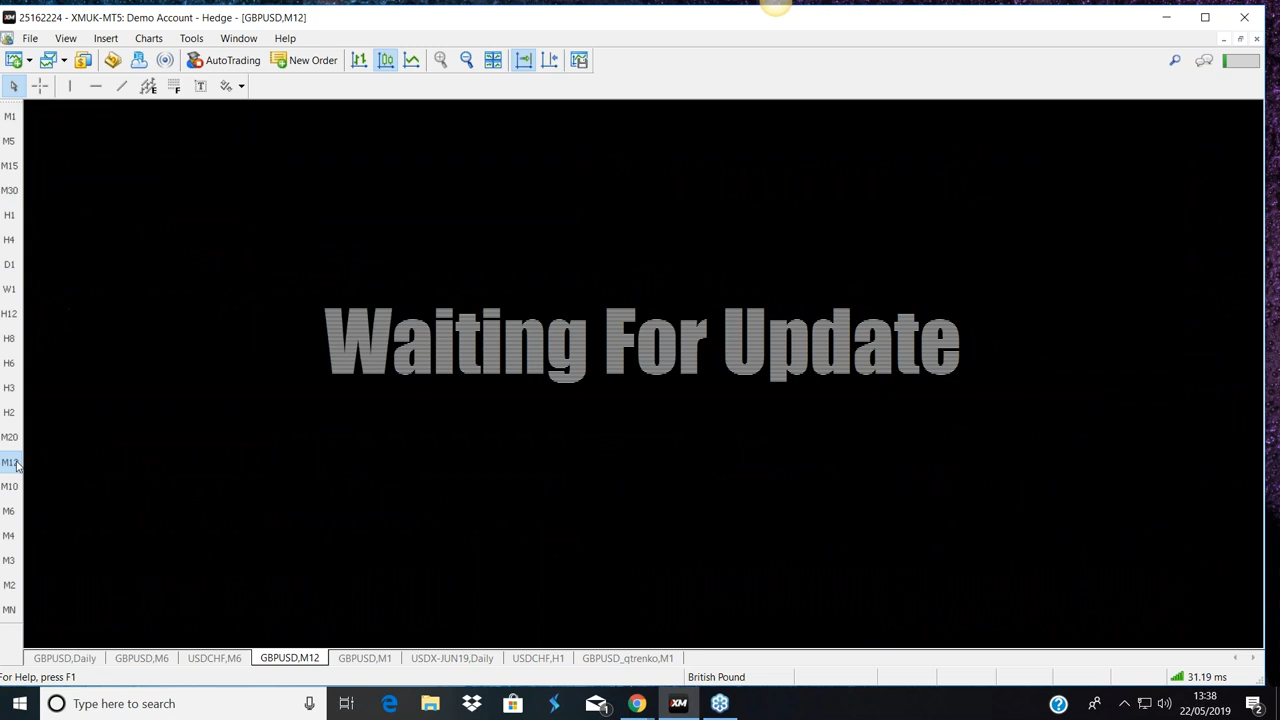 25162224 - XMUK-MT5: Demo Account - Hedge - [GBPUSD,M12]
File View Insert Charts Tools Window Help
AutoTrading New Order
M1
M5
M15
M30
H1
H4
D1
W1
H12
H8
H6
H3
H2
M20
M12
M10
M6
M4
M3
M2
MN
Waiting For Update
GBPUSD,Daily GBPUSD,M6 USDCHF,M6 GBPUSD,M12 GBPUSD,M1 USDX-JUN19,Daily USDCHF,H1 GBPUSD_qtrenko,M1
For Help, press F1 British Pound 31.19 ms
Type here to search
1
XM
13:38
22/05/2019
2